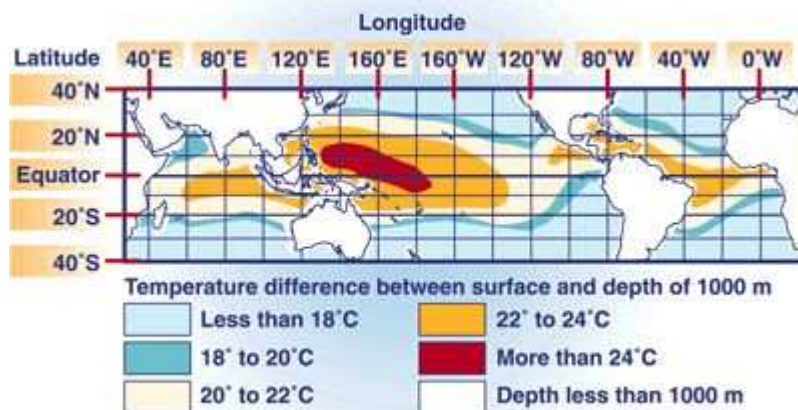 Longitude
Latitude 40°E 80°E 120°E 160°E 160°W 120°W 80°W 40°W 0°W
40°N
20°N
Equator
20°S
40°S
Temperature difference between surface and depth of 1000 m
Less than 18°C 22° to 24°C
18° to 20°C More than 24°C
20° to 22°C Depth less than 1000 m